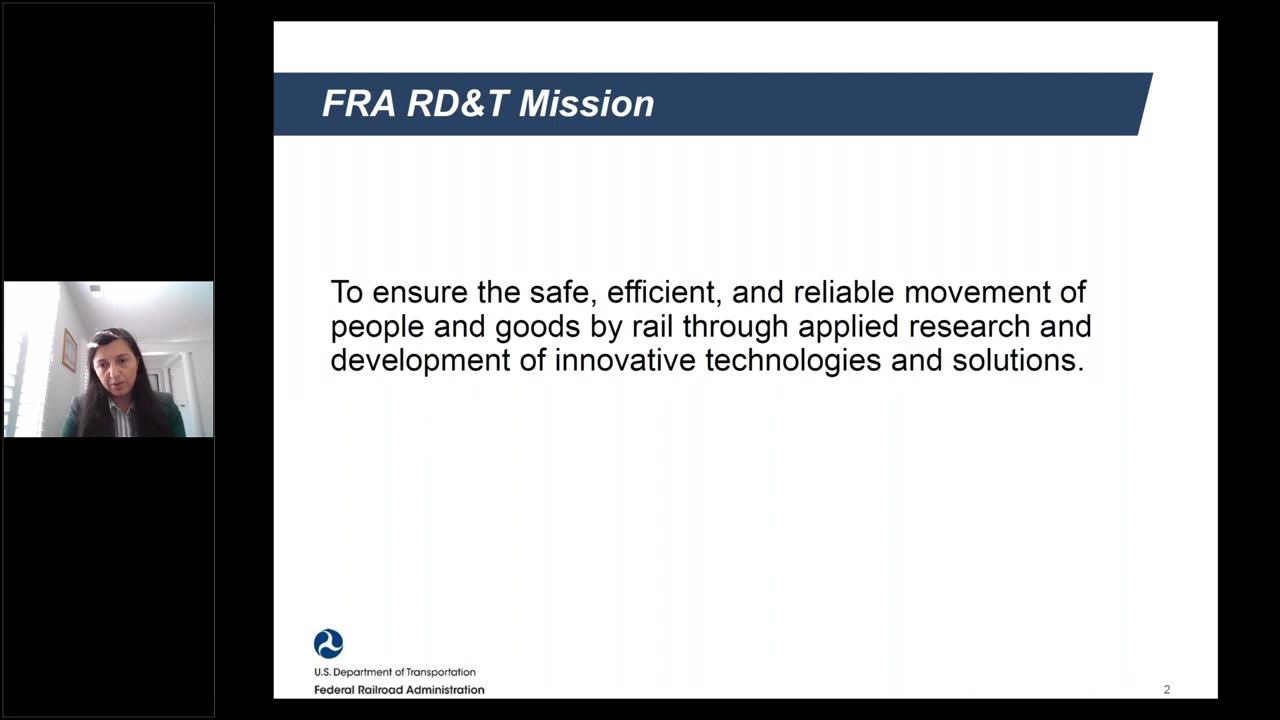 FRA RD&T Mission
To ensure the safe, efficient, and reliable movement of
people and goods by rail through applied research and
development of innovative technologies and solutions.
U.S. Department of Transportation
Federal Railroad Administration
2